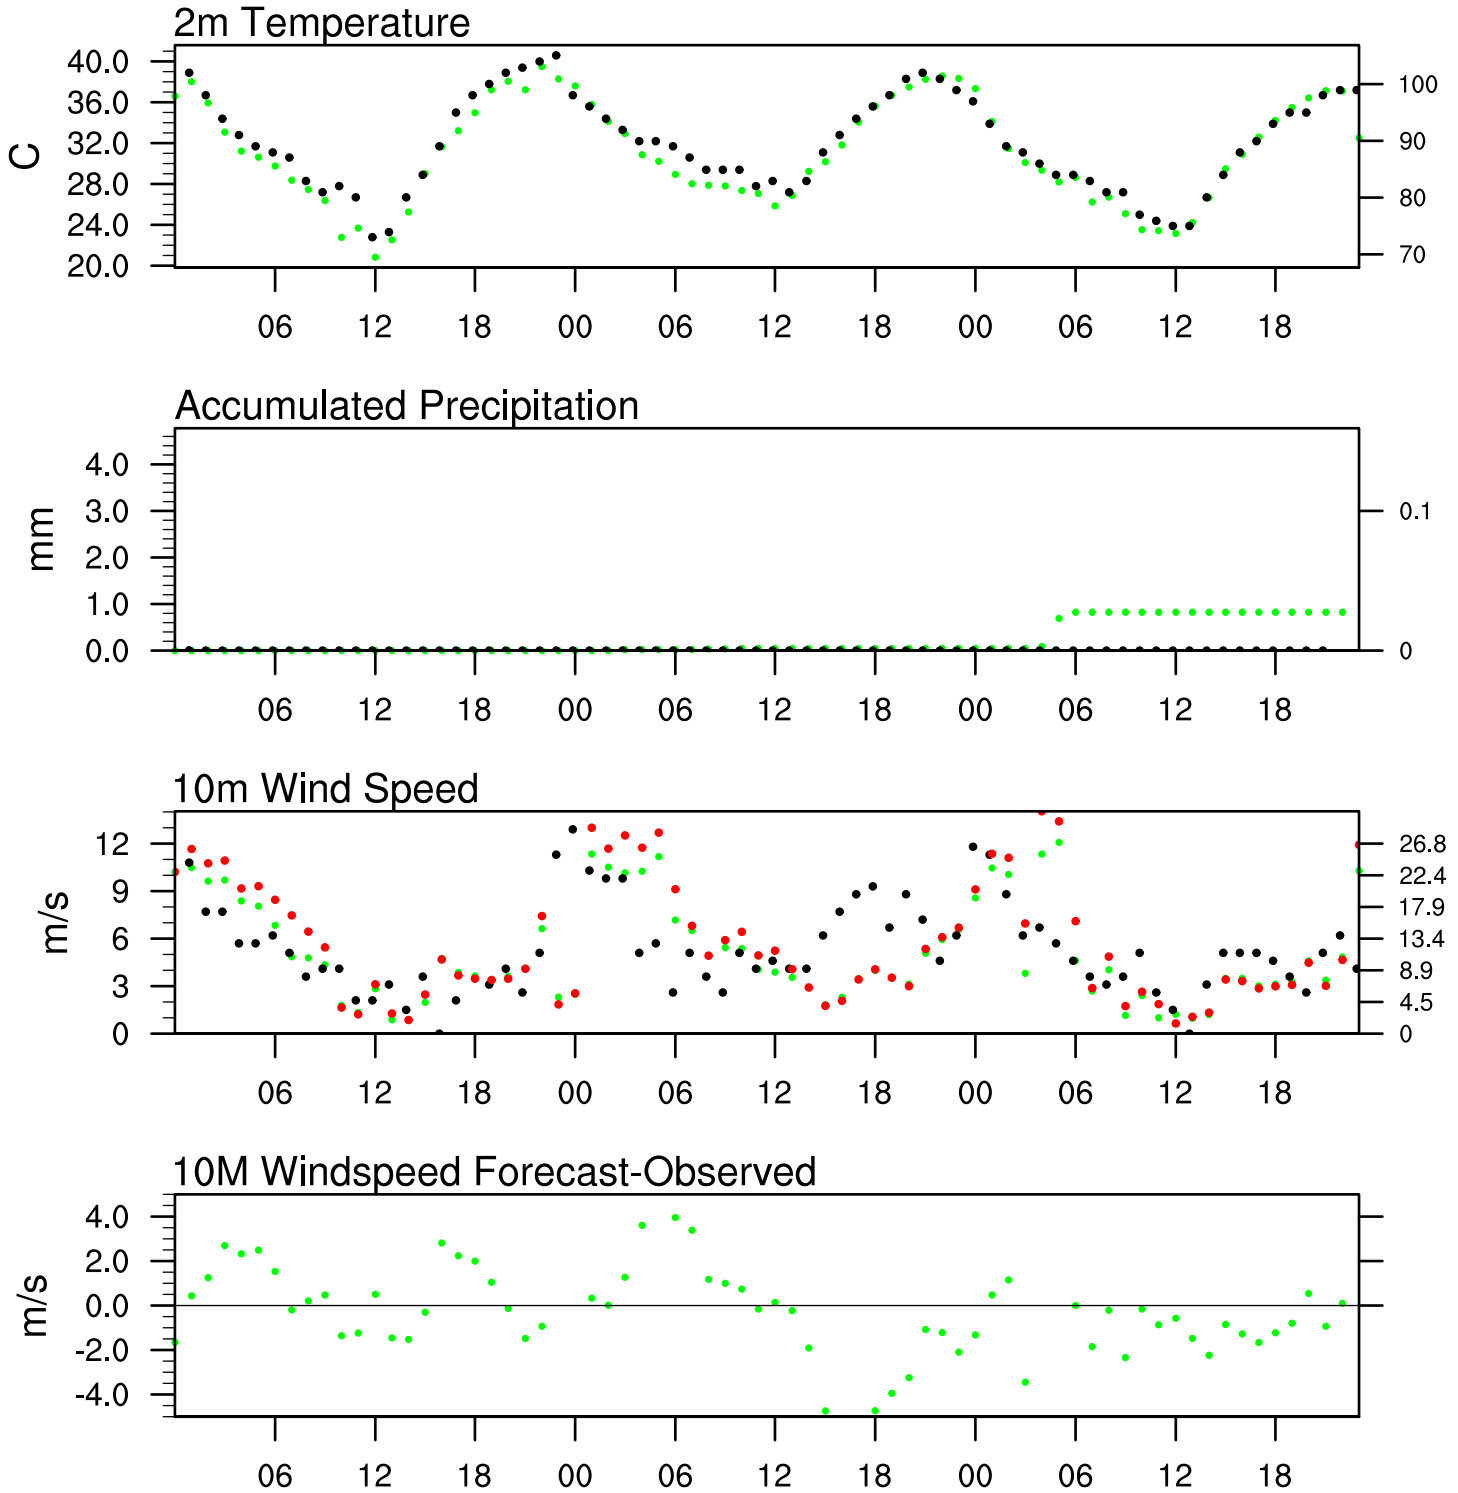 2m Temperature
40.0
36.0
32.0
28.0
24.0
20.0
C
100
90
80
70
06 12 18 00 06 12 18 00 06 12 18
Accumulated Precipitation
4.0
3.0
2.0
1.0
0.0
mm
0.1
0
06 12 18 00 06 12 18 00 06 12 18
10m Wind Speed
12
9
6
3
0
m/s
26.8
22.4
17.9
13.4
8.9
4.5
0
06 12 18 00 06 12 18 00 06 12 18
10M Windspeed Forecast-Observed
4.0
2.0
0.0
-2.0
-4.0
m/s
06 12 18 00 06 12 18 00 06 12 18